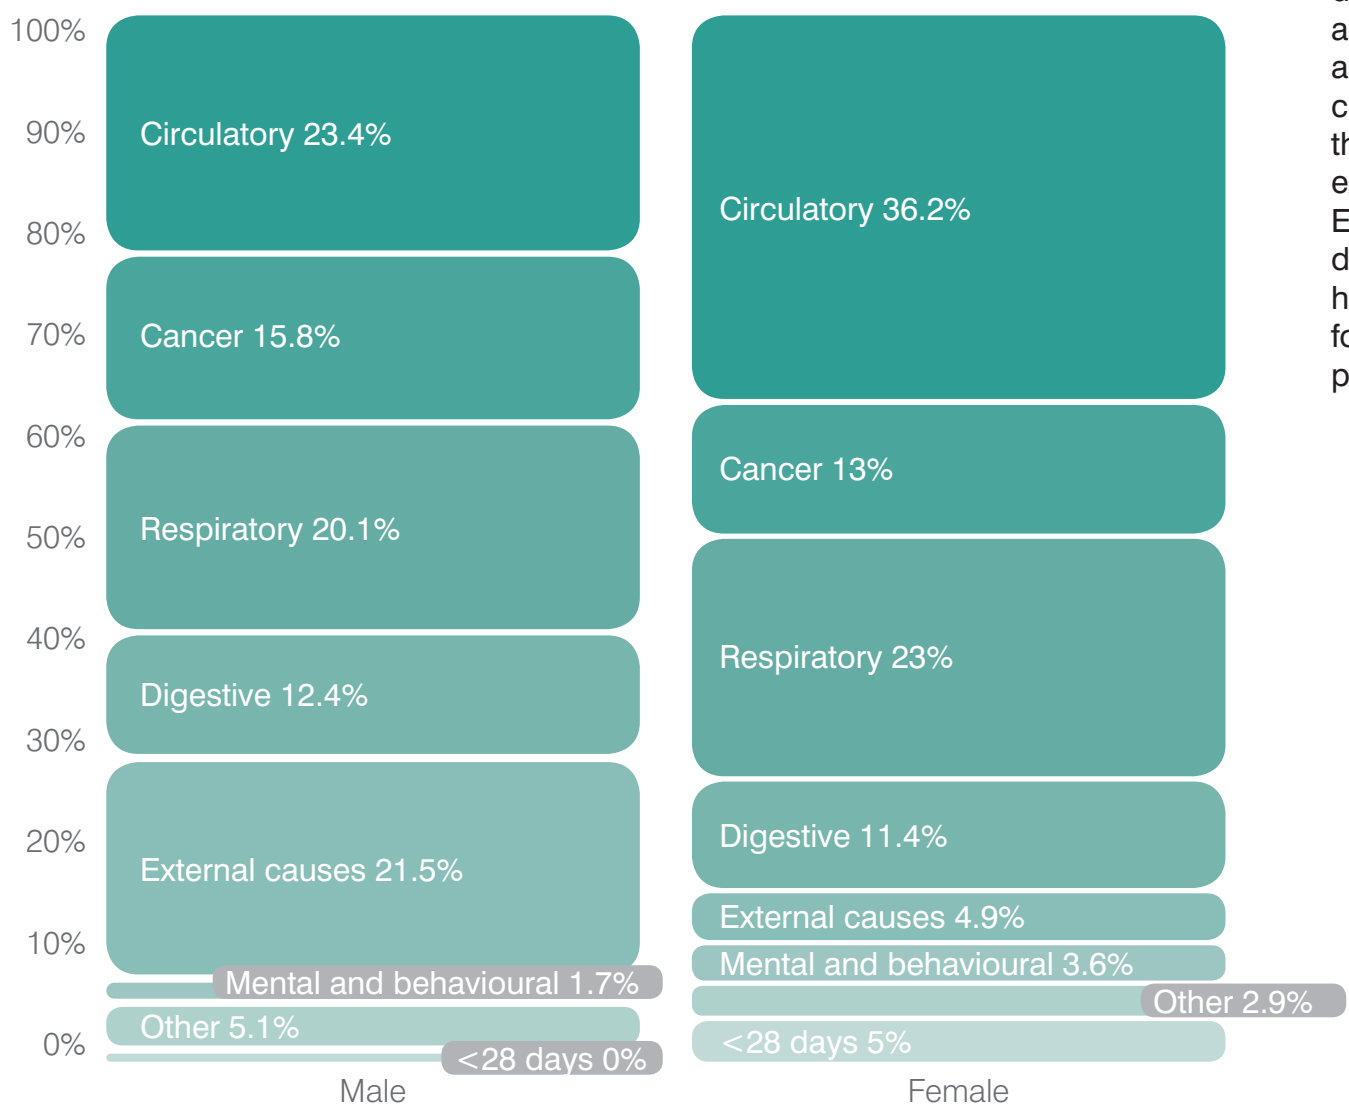 100%
90%
80%
70%
60%
50%
40%
30%
20%
10%
0%
Circulatory 23.4%
Cancer 15.8%
Respiratory 20.1%
Digestive 12.4%
External causes 21.5%
Mental and behavioural 1.7%
Other 5.1%
<28 days 0%
Male
Circulatory 36.2%
Cancer 13%
Respiratory 23%
Digestive 11.4%
External causes 4.9%
Mental and behavioural 3.6%
Other 2.9%
<28 days 5%
Female